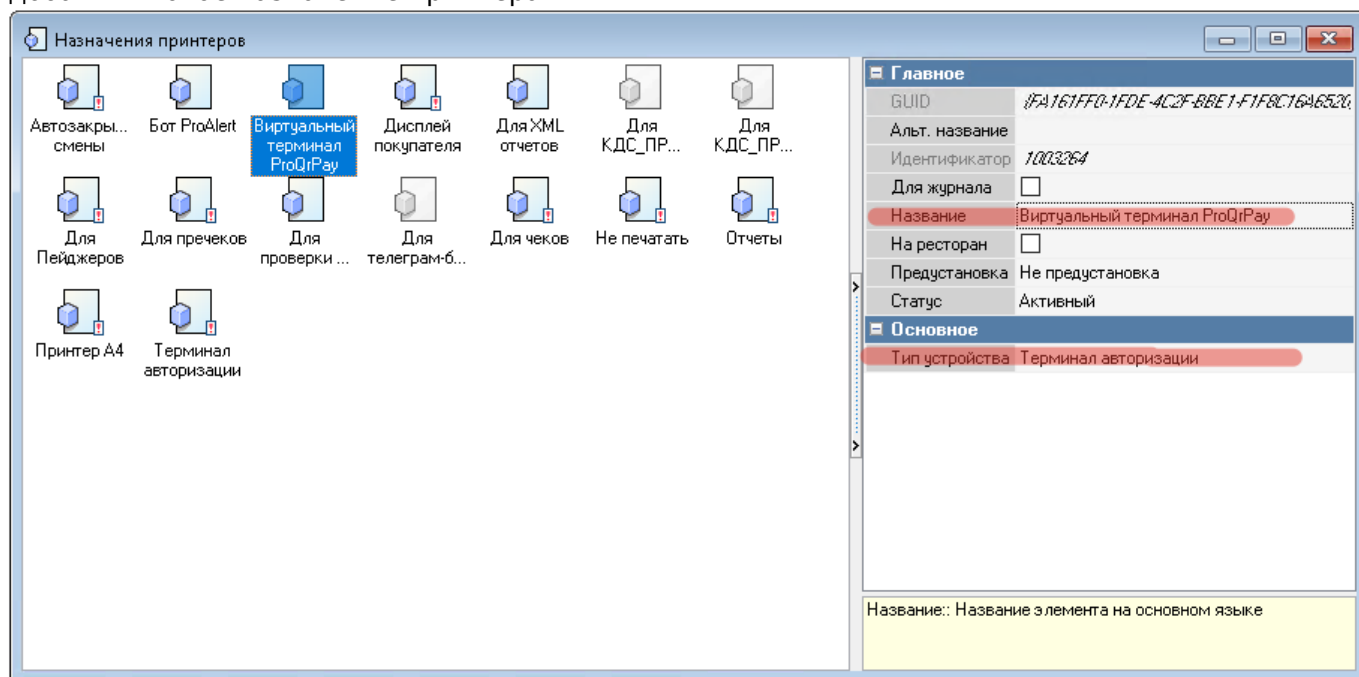 Назначения принтеров
Автозакры... смены
Бот ProAlert
Виртуальный терминал ProQrPay
Дисплей покупателя
Для XML отчетов
Для КДС_ПР...
Для КДС_ПР...
Для Пейджеров
Для пречеков
Для проверки ...
Для телеграм-б...
Для чеков
Не печатать
Отчеты
Принтер А4
Терминал авторизации
Главное
GUID {FA161FF0-1FDE-4C2F-BBE1-F1F8C16A6520
Альт. название
Идентификатор 1003264
Для журнала
Название Виртуальный терминал ProQrPay
На ресторан
Предустановка Не предустановка
Статус Активный
Основное
Тип устройства Терминал авторизации
Название:: Название элемента на основном языке